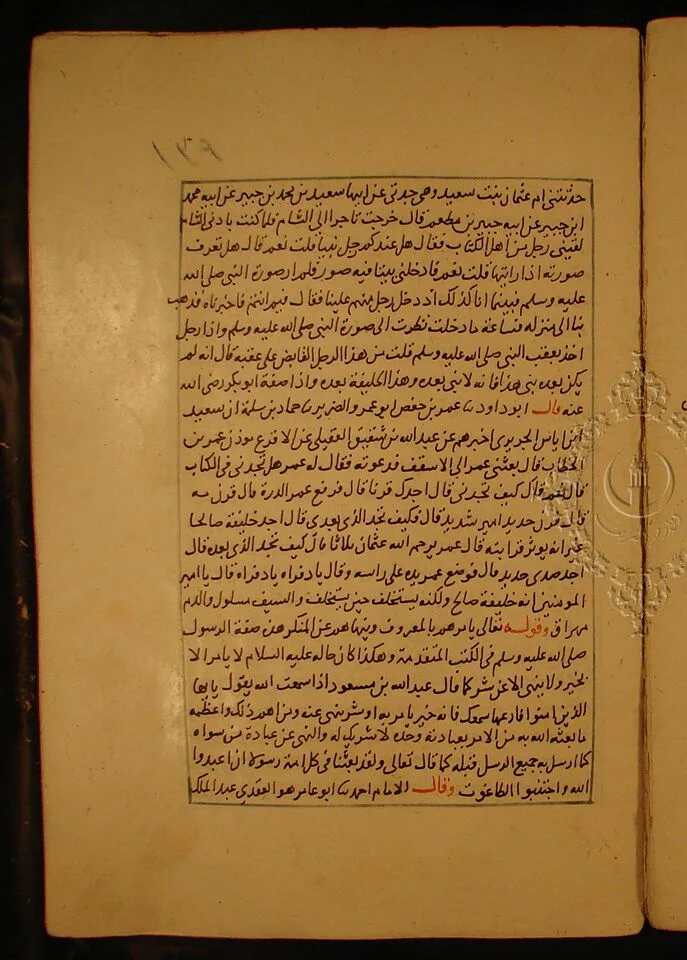 حدثتني ام عثمان بنت سعيد وهي جدتي عن ابيها سعيد بن محمد بن جبير عن ابيه محمد
ابن جبير عن ابيه جبير بن مطعم قال خرجت تاجرا الى الشام فلما كنت بادنى الشام
لقيني رجل من اهل الكتاب فقال هل عندكم رجل نبيا قلت نعم قال هل تعرف
صورته اذا رايتها قلت نعم فادخلني بيتا فيه صور فلم ار صورة النبي صلى الله
عليه وسلم فبينما انا كذلك اذ دخل رجل منهم علينا فقال فيم انتم فاخبرناه فذهب
بنا الى منزله فساعة ما دخلت نظرت الى صورة النبي صلى الله عليه وسلم واذا رجل
اخذ بعقب النبي صلى الله عليه وسلم قلت من هذا الرجل القابض على عقبه قال انه لم
يكن بعده نبي هذا فانه لا نبي بعده وهذا الخليفة بعده واذا صفة ابو بكر رضي الله
عنه وقال ابو داود ثنا عمر بن حفص ابو عمرو الضرير ثنا حماد بن سلمة ان سعيد
ابن اياس الجريري اخبرهم عن عبد الله بن شقيق العقيلي عن الاقرع موذن عمر بن
الخطاب قال بعثني عمر الى الاسقف فدعوته فقال له عمر هل تجدني في الكتاب
قال نعم قال كيف تجدني قال اجدك قرنا قال فرفع عمر الدرة قال قرن مه
قال قرن حديد امير شديد قال فكيف تجد الذي بعدي قال اجد خليفة صالحا
غير انه يوثر قرابته قال عمر يرحم الله عثمان ثلاثا قال كيف تجد الذي بعده قال
اجد صدى حديد قال فوضع عمر يده على راسه وقال يا دفراه يا دفراه قال يا امير
المومنين انه خليفة صالح ولكنه يستخلف حين يستخلف والسيف مسلول والدم
مهراق وقوله تعالى يامرهم بالمعروف وينهاهم عن المنكر هذه صفة الرسول
صلى الله عليه وسلم في الكتب المتقدمة وهكذا كان حاله عليه السلام لا يامر الا
بخير ولا ينهى الا عن شر كما قال عبد الله بن مسعود اذا سمعت الله يقول يا ايها
الذين امنوا فارعها سمعك فانه خير يامر به او شر ينهى عنه ومن اهم ذلك واعظمه
ما بعثه الله به من الامر بعبادته وحده لا شريك له والنهي عن عبادة من سواه
كما ارسل به جميع الرسل قبله كما قال تعالى ولقد بعثنا في كل امة رسولا ان اعبدوا
الله واجتنبوا الطاغوت وقال الامام احمد ثنا ابو عامر هو العقدي عبد الملك